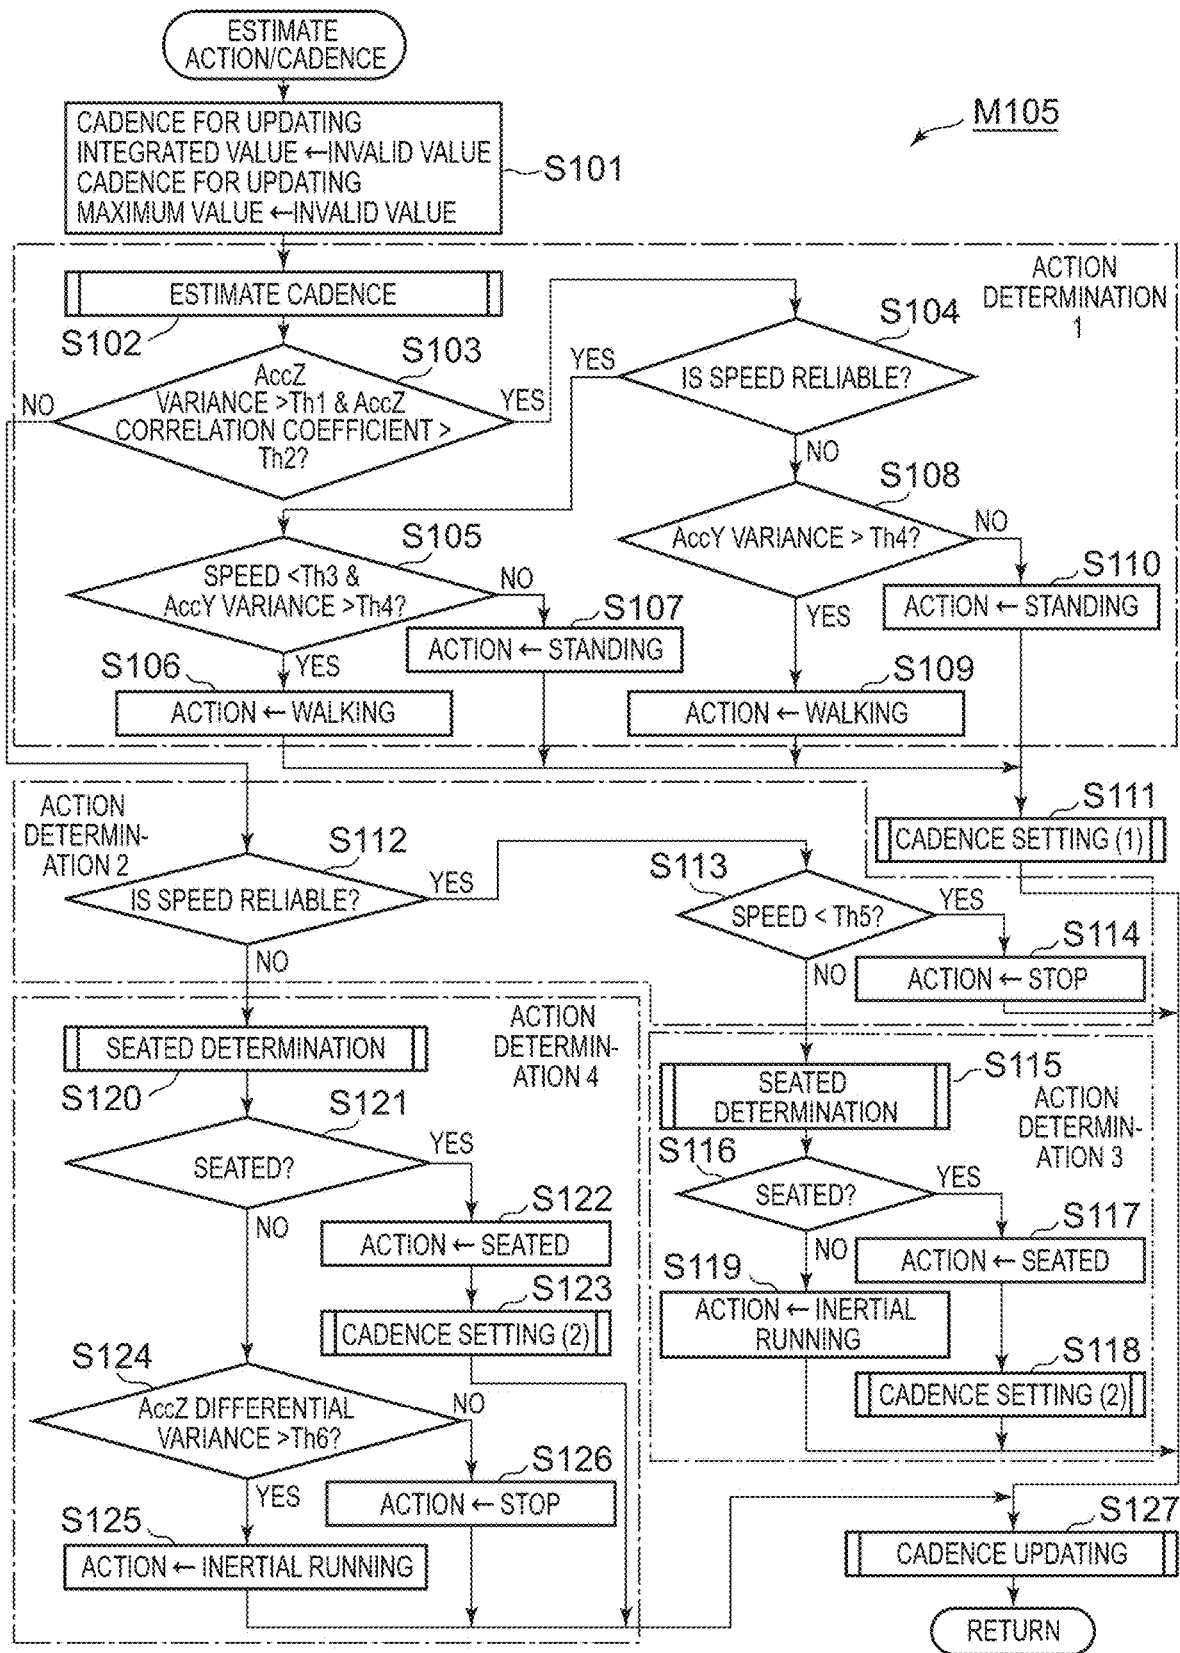 ESTIMATE
ACTION/CADENCE
M105
CADENCE FOR UPDATING
INTEGRATED VALUE ←INVALID VALUE
CADENCE FOR UPDATING
MAXIMUM VALUE ←INVALID VALUE
S101
ACTION
DETERMINATION
1
ESTIMATE CADENCE
S102
S103
AccZ
VARIANCE >Th1 & AccZ
CORRELATION COEFFICIENT >
Th2?
NO
YES
S104
IS SPEED RELIABLE?
YES
NO
S105
SPEED <Th3 &
AccY VARIANCE >Th4?
NO
YES
S108
AccY VARIANCE > Th4?
NO
YES
S110
ACTION ← STANDING
S107
ACTION ← STANDING
S106
ACTION ← WALKING
S109
ACTION ← WALKING
S111
CADENCE SETTING (1)
ACTION
DETERMIN-
ATION 2
S112
IS SPEED RELIABLE?
YES
NO
S113
SPEED < Th5?
YES
NO
S114
ACTION ← STOP
ACTION
DETERMIN-
ATION 4
SEATED DETERMINATION
S120
S121
SEATED?
YES
NO
S122
ACTION ← SEATED
S123
CADENCE SETTING (2)
S124
AccZ DIFFERENTIAL
VARIANCE >Th6?
NO
YES
S126
ACTION ← STOP
S125
ACTION ← INERTIAL RUNNING
S115
SEATED
DETERMINATION
ACTION
DETERMIN-
ATION 3
S116
SEATED?
YES
NO
S117
ACTION ← SEATED
S119
ACTION ← INERTIAL
RUNNING
S118
CADENCE SETTING (2)
S127
CADENCE UPDATING
RETURN